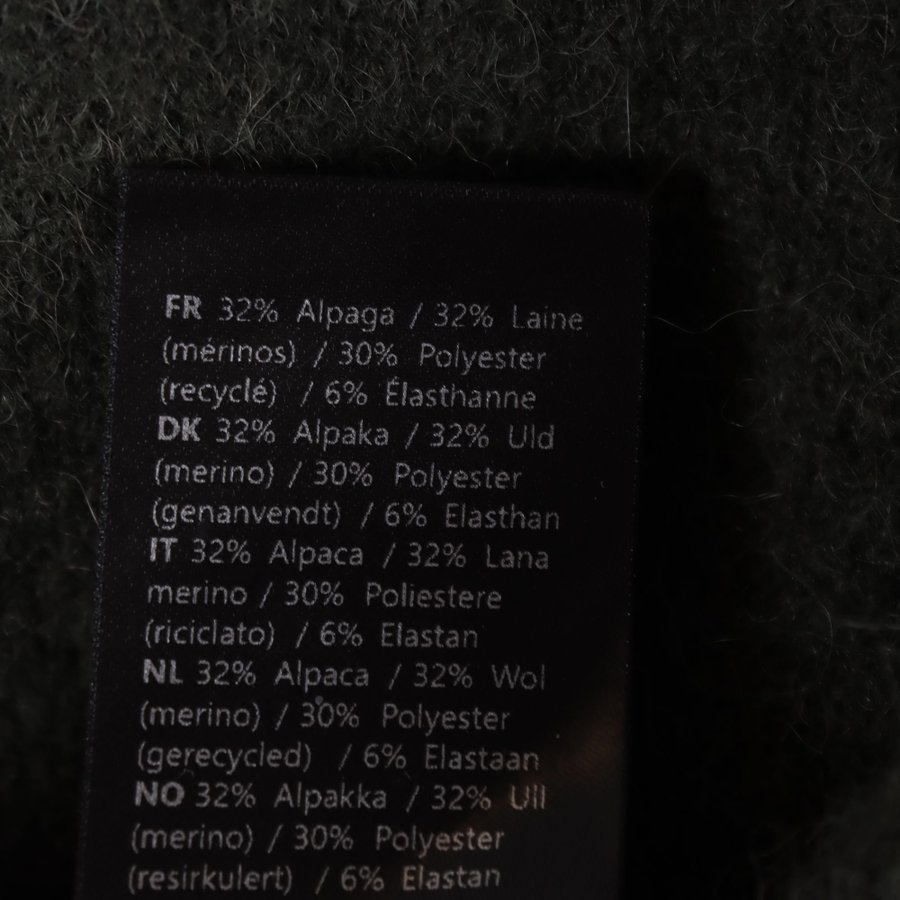 FR 32% Alpaga / 32% Laine
(mérinos) / 30% Polyester
(recyclé) / 6% Élasthanne
DK 32% Alpaka / 32% Uld
(merino) / 30% Polyester
(genanvendt) / 6% Elasthan
IT 32% Alpaca / 32% Lana
merino / 30% Poliestere
(riciclato) / 6% Elastan
NL 32% Alpaca / 32% Wol
(merino) / 30% Polyester
(gerecycled) / 6% Elastaan
NO 32% Alpakka / 32% Ull
(merino) / 30% Polyester
(resirkulert) / 6% Elastan